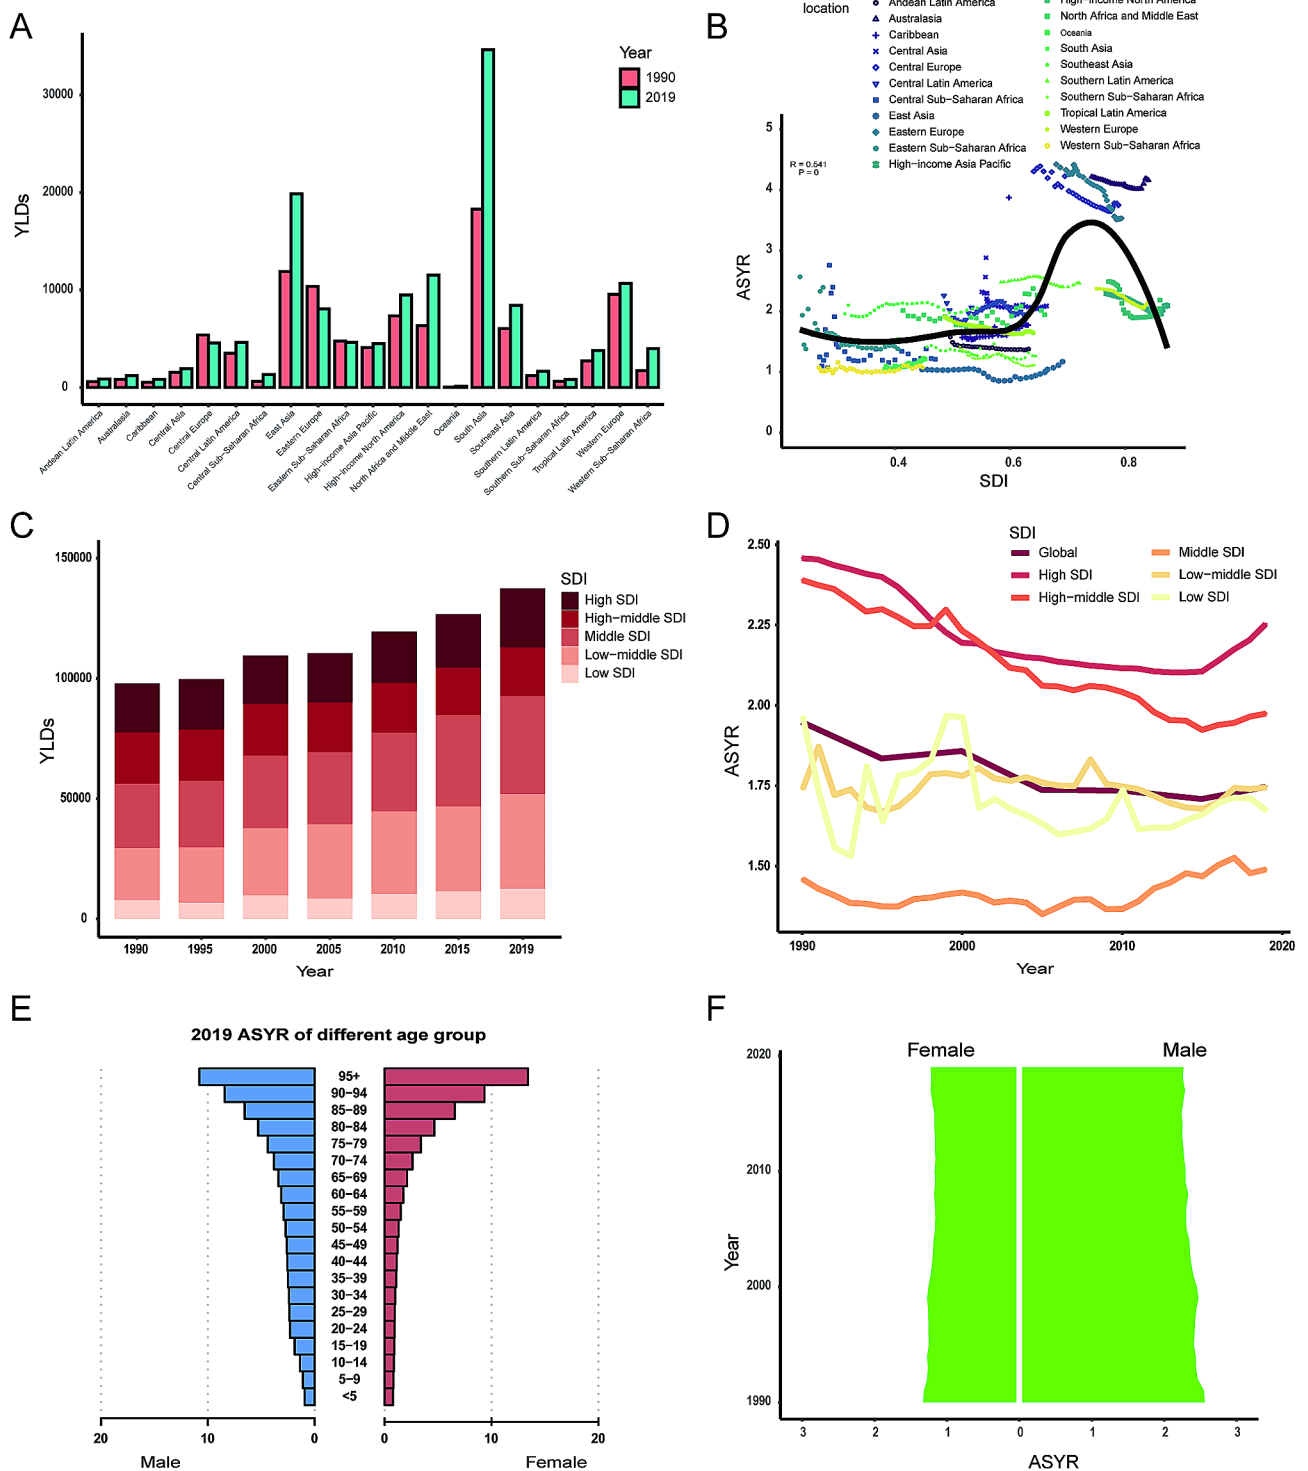 A
YLDs
30000
20000
10000
0
Year
1990
2019
Andean Latin America
Australasia
Caribbean
Central Asia
Central Europe
Central Latin America
Central Sub−Saharan Africa
East Asia
Eastern Europe
Eastern Sub−Saharan Africa
High−income Asia Pacific
High−income North America
North Africa and Middle East
Oceania
South Asia
Southeast Asia
Southern Latin America
Southern Sub−Saharan Africa
Tropical Latin America
Western Europe
Western Sub−Saharan Africa
B
location
Andean Latin America
Australasia
Caribbean
Central Asia
Central Europe
Central Latin America
Central Sub−Saharan Africa
East Asia
Eastern Europe
Eastern Sub−Saharan Africa
High−income Asia Pacific
High−income North America
North Africa and Middle East
Oceania
South Asia
Southeast Asia
Southern Latin America
Southern Sub−Saharan Africa
Tropical Latin America
Western Europe
Western Sub−Saharan Africa
R = 0.541
P = 0
ASYR
5
4
3
2
1
0
0.4
0.6
0.8
SDI
C
YLDs
150000
100000
50000
0
1990
1995
2000
2005
2010
2015
2019
Year
SDI
High SDI
High−middle SDI
Middle SDI
Low−middle SDI
Low SDI
D
ASYR
2.50
2.25
2.00
1.75
1.50
SDI
Global
High SDI
High−middle SDI
Middle SDI
Low−middle SDI
Low SDI
1990
2000
2010
2020
Year
E
2019 ASYR of different age group
95+
90−94
85−89
80−84
75−79
70−74
65−69
60−64
55−59
50−54
45−49
40−44
35−39
30−34
25−29
20−24
15−19
10−14
5−9
<5
20
10
0
0
10
20
Male
Female
F
Female
Male
Year
2020
2010
2000
1990
3
2
1
0
1
2
3
ASYR